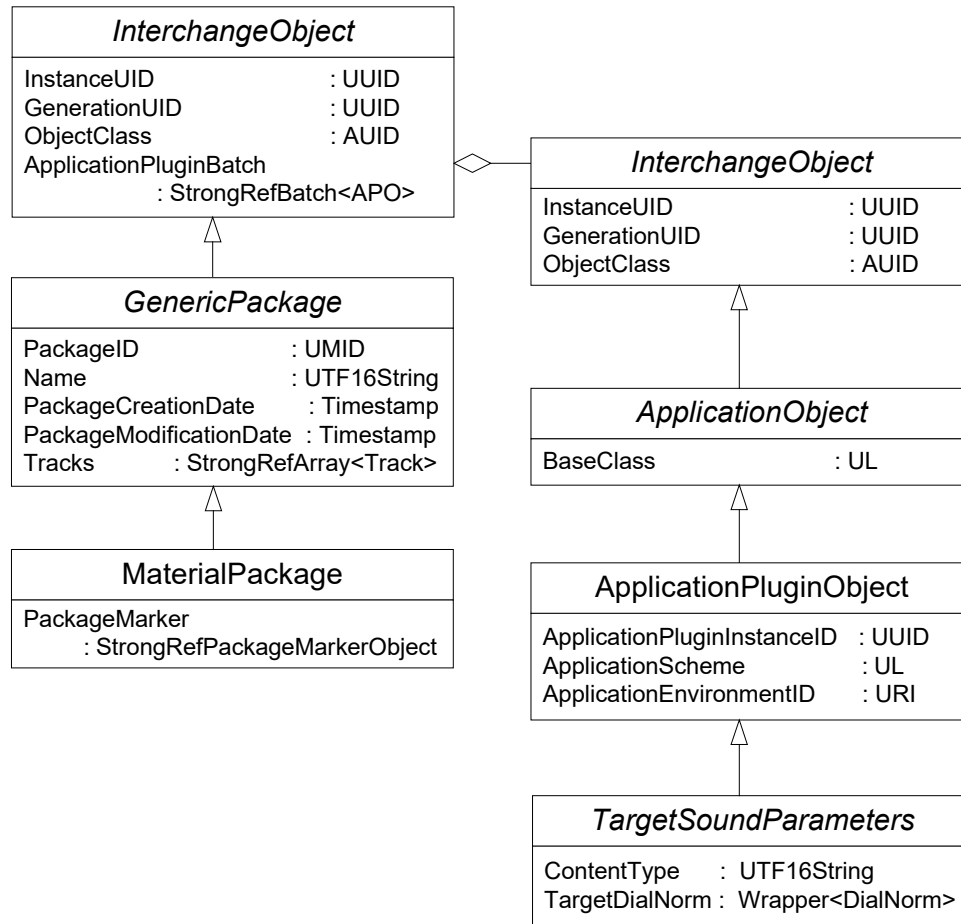 InterchangeObject
InstanceUID : UUID
GenerationUID : UUID
ObjectClass : AUID
ApplicationPluginBatch
: StrongRefBatch<APO>
GenericPackage
PackageID : UMID
Name : UTF16String
PackageCreationDate : Timestamp
PackageModificationDate : Timestamp
Tracks : StrongRefArray<Track>
MaterialPackage
PackageMarker
: StrongRefPackageMarkerObject
InterchangeObject
InstanceUID : UUID
GenerationUID : UUID
ObjectClass : AUID
ApplicationObject
BaseClass : UL
ApplicationPluginObject
ApplicationPluginInstanceID : UUID
ApplicationScheme : UL
ApplicationEnvironmentID : URI
TargetSoundParameters
ContentType : UTF16String
TargetDialNorm : Wrapper<DialNorm>